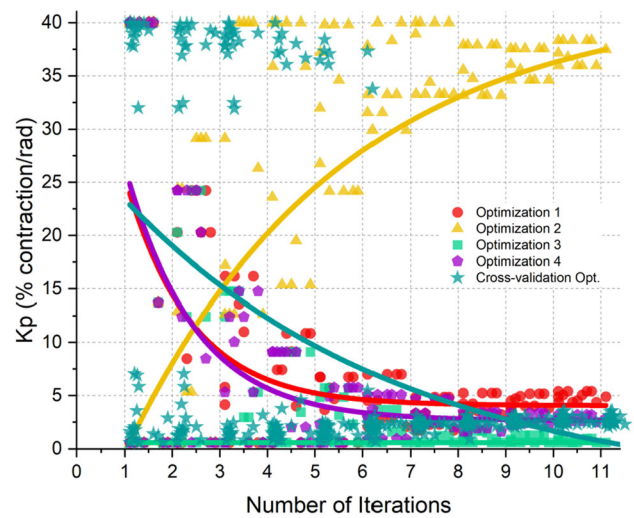 Kp (% contraction/rad)
40
35
30
25
20
15
10
5
0
Optimization 1
Optimization 2
Optimization 3
Optimization 4
Cross-validation Opt.
0 1 2 3 4 5 6 7 8 9 10 11
Number of Iterations